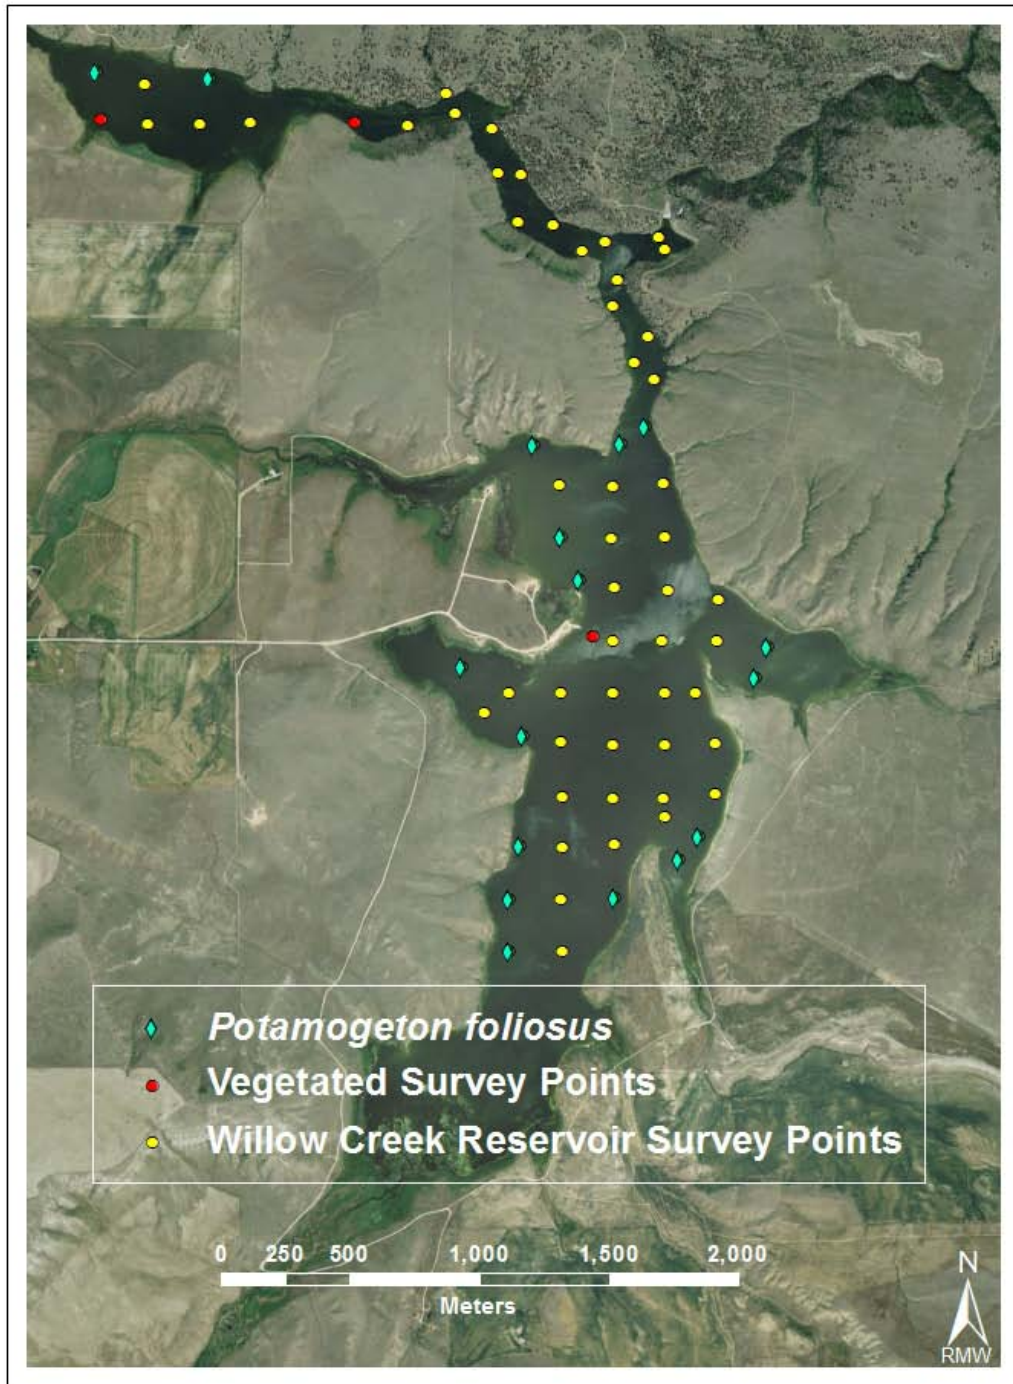 Potamogeton foliosus
Vegetated Survey Points
Willow Creek Reservoir Survey Points
0 250 500 1,000 1,500 2,000
Meters
N
RMW